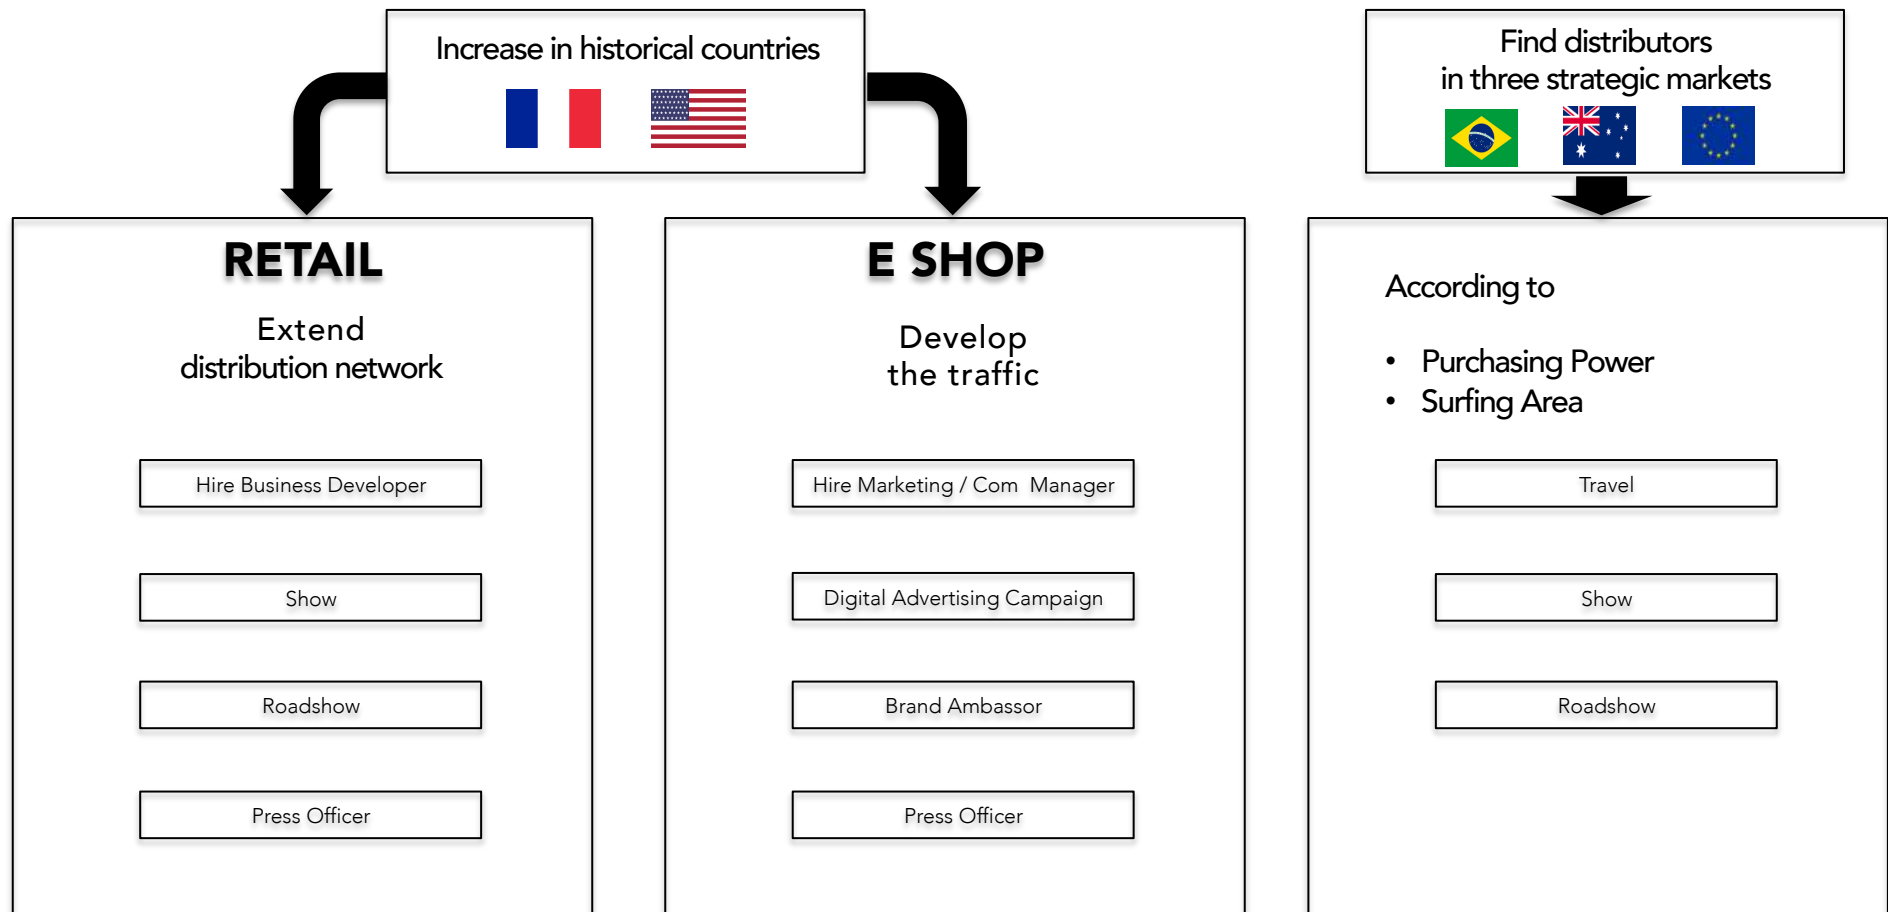 Increase in historical countries
Find distributors
in three strategic markets
RETAIL
Extend
distribution network
Hire Business Developer
Show
Roadshow
Press Officer
E SHOP
Develop
the traffic
Hire Marketing / Com Manager
Digital Advertising Campaign
Brand Ambassor
Press Officer
According to
• Purchasing Power
• Surfing Area
Travel
Show
Roadshow